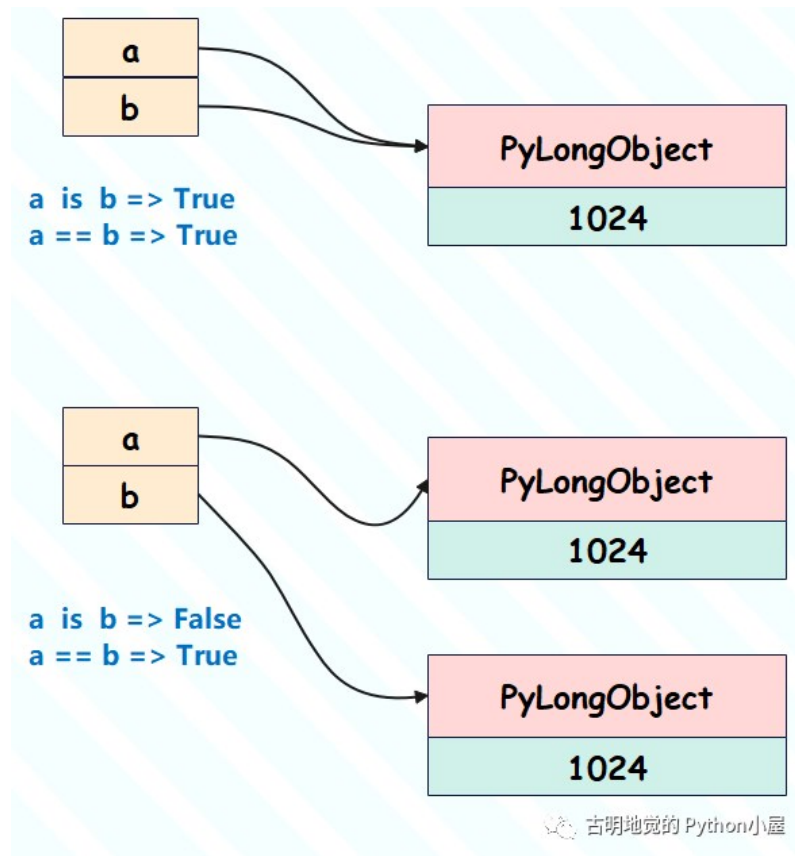 a
b
PyLongObject
1024
a is b => True
a == b => True
a
b
PyLongObject
1024
a is b => False
a == b => True
PyLongObject
1024
古明地觉的 Python小屋